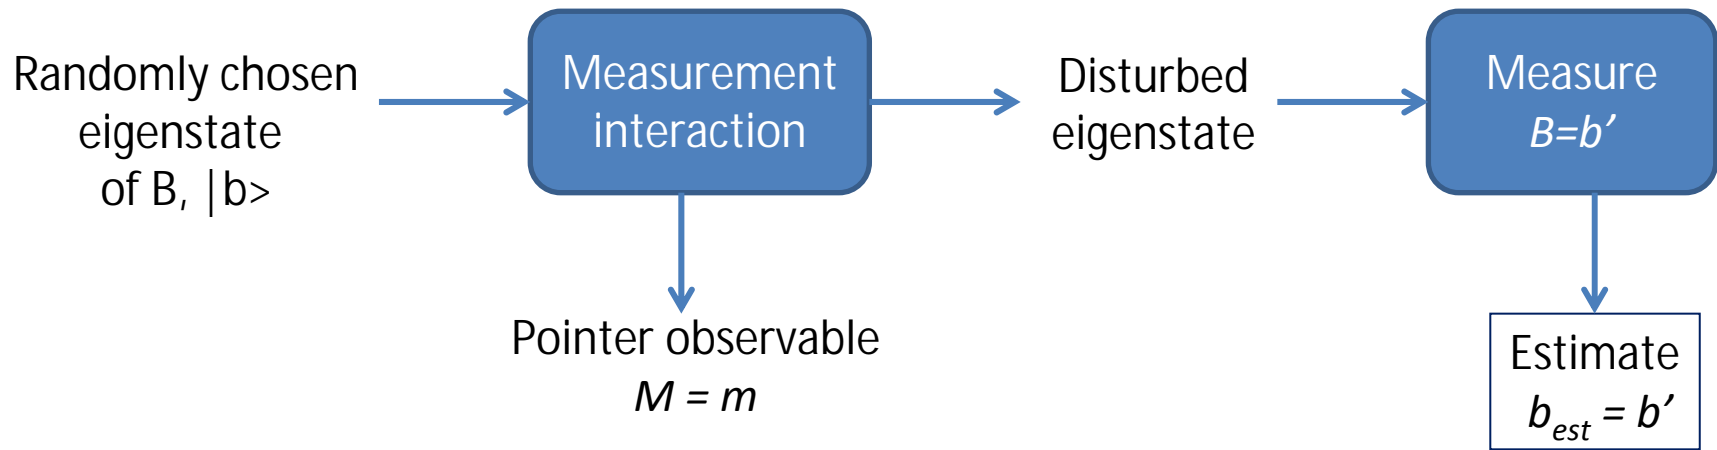 Randomly chosen
eigenstate
of B, |b>
Measurement
interaction
Pointer observable
M = m
Disturbed
eigenstate
Measure
B=b’
Estimate
b_est = b’